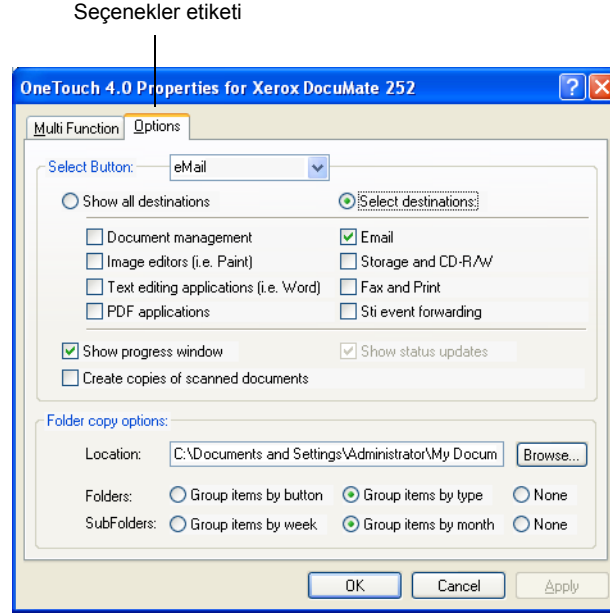 Seçenekler etiketi
OneTouch 4.0 Properties for Xerox DocuMate 252
Multi Function Options
Select Button: eMail
Show all destinations Select destinations:
Document management Email
Image editors (i.e. Paint) Storage and CD-R/W
Text editing applications (i.e. Word) Fax and Print
PDF applications Sti event forwarding
Show progress window Show status updates
Create copies of scanned documents
Folder copy options:
Location: C:\Documents and Settings\Administrator\My Docum Browse...
Folders: Group items by button Group items by type None
SubFolders: Group items by week Group items by month None
OK Cancel Apply